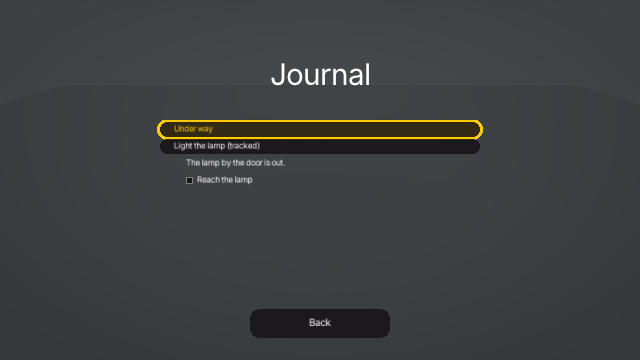 Journal
Under way
Light the lamp (tracked)
The lamp by the door is out.
Reach the lamp
Back